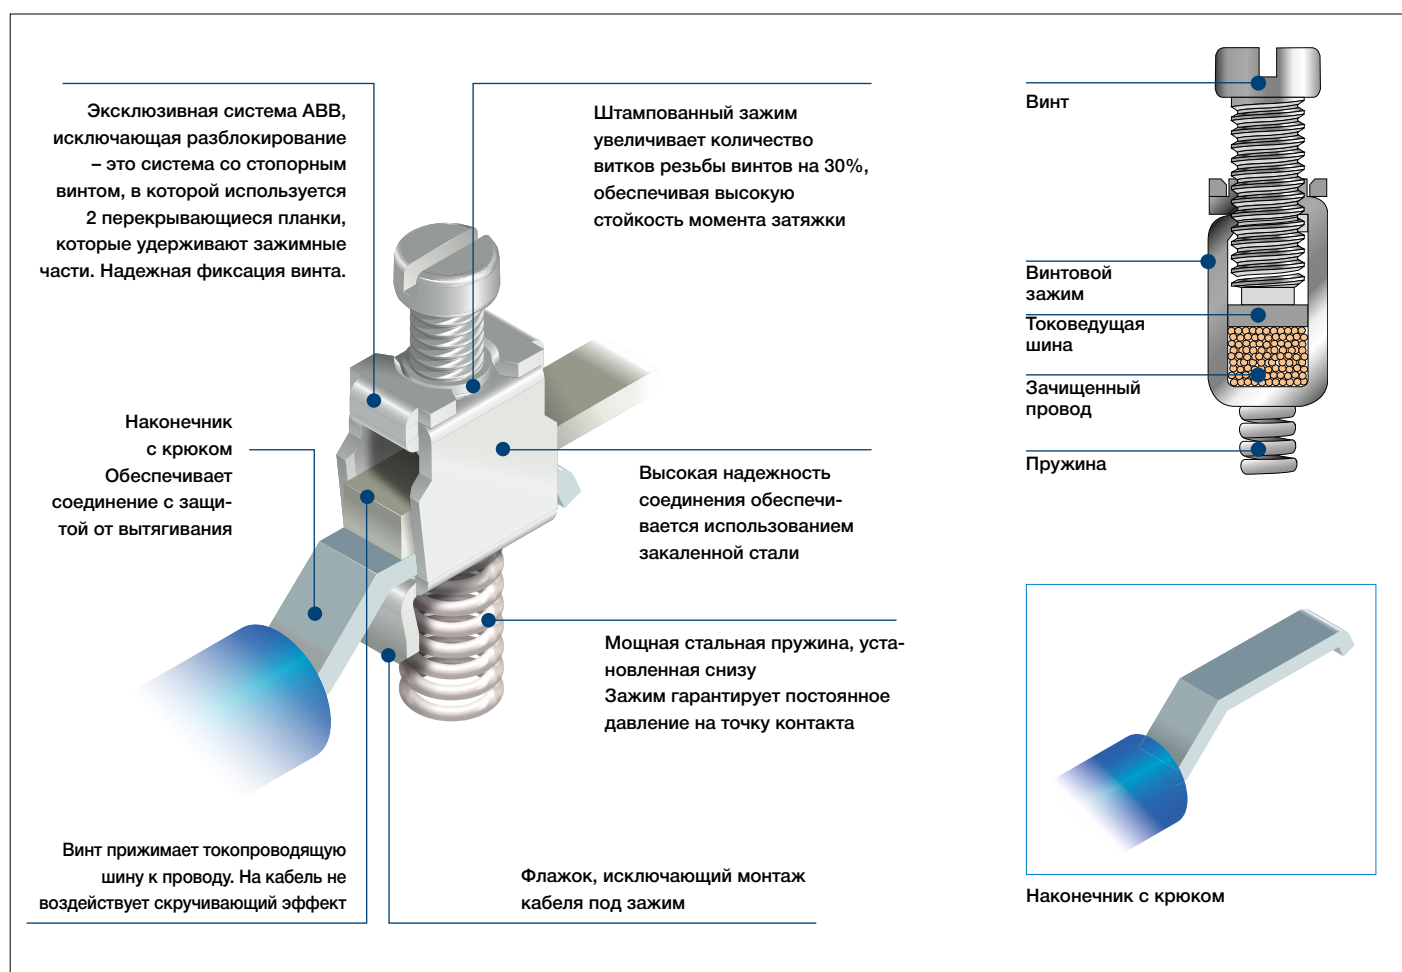 Эксклюзивная система ABB,
исключающая разблокирование
– это система со стопорным
винтом, в которой используется
2 перекрывающиеся планки,
которые удерживают зажимные
части. Надежная фиксация винта.
Штампованный зажим
увеличивает количество
витков резьбы винтов на 30%,
обеспечивая высокую
стойкость момента затяжки
Наконечник
с крюком
Обеспечивает
соединение с защи-
той от вытягивания
Высокая надежность
соединения обеспечи-
вается использованием
закаленной стали
Мощная стальная пружина, уста-
новленная снизу
Зажим гарантирует постоянное
давление на точку контакта
Винт прижимает токопроводящую
шину к проводу. На кабель не
воздействует скручивающий эффект
Флажок, исключающий монтаж
кабеля под зажим
Винт
Винтовой
зажим
Токоведущая
шина
Зачищенный
провод
Пружина
Наконечник с крюком